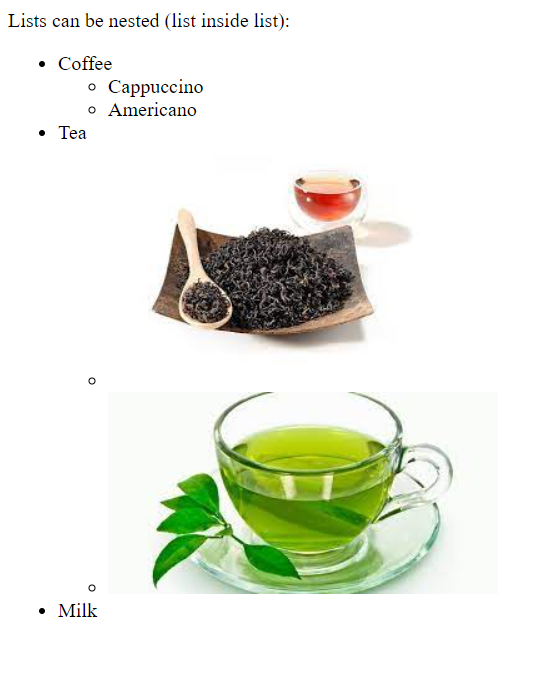 Lists can be nested (list inside list):
Coffee
Cappuccino
Americano
Tea
Milk